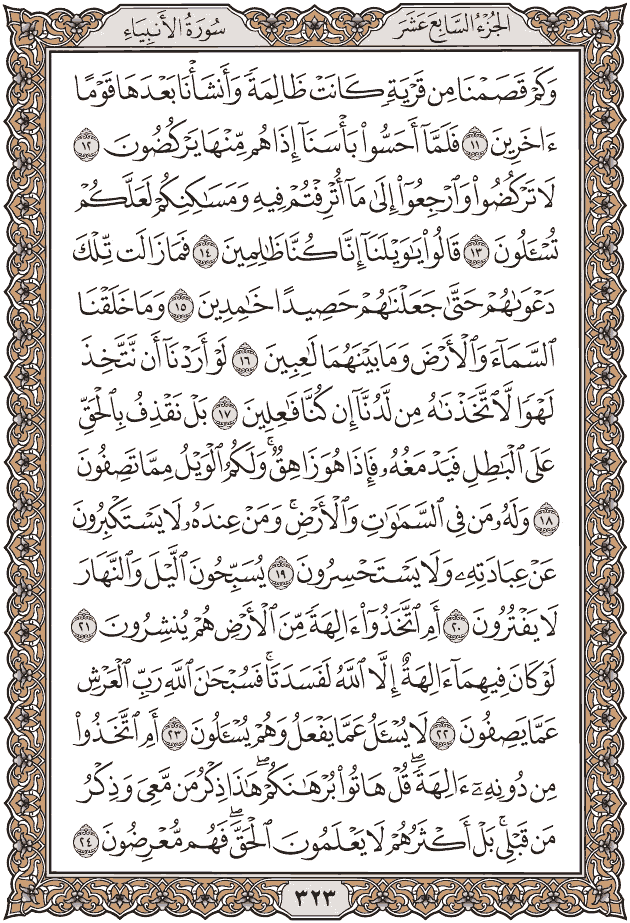 الجُزْءُ السَّابِعَ عَشَرَ
سُورَةُ الأَنبِيَاءِ
وَكَمْ قَصَمْنَا مِن قَرْيَةٍ كَانَتْ ظَالِمَةً وَأَنشَأْنَا بَعْدَهَا قَوْمًا
ءَاخَرِينَ ١١ فَلَمَّآ أَحَسُّوا۟ بَأْسَنَآ إِذَا هُم مِّنْهَا يَرْكُضُونَ ١٢
لَا تَرْكُضُوا۟ وَٱرْجِعُوٓا۟ إِلَىٰ مَآ أُتْرِفْتُمْ فِيهِ وَمَسَـٰكِنِكُمْ لَعَلَّكُمْ
تُسْـَٔلُونَ ١٣ قَالُوا۟ يَـٰوَيْلَنَآ إِنَّا كُنَّا ظَـٰلِمِينَ ١٤ فَمَا زَالَت تِّلْكَ
دَعْوَىٰهُمْ حَتَّىٰ جَعَلْنَـٰهُمْ حَصِيدًا خَـٰمِدِينَ ١٥ وَمَا خَلَقْنَا
ٱلسَّمَآءَ وَٱلْأَرْضَ وَمَا بَيْنَهُمَا لَـٰعِبِينَ ١٦ لَوْ أَرَدْنَآ أَن نَّتَّخِذَ
لَهْوًا لَّٱتَّخَذْنَـٰهُ مِن لَّدُنَّآ إِن كُنَّا فَـٰعِلِينَ ١٧ بَلْ نَقْذِفُ بِٱلْحَقِّ
عَلَى ٱلْبَـٰطِلِ فَيَدْمَغُهُۥ فَإِذَا هُوَ زَاهِقٌ ۚ وَلَكُمُ ٱلْوَيْلُ مِمَّا تَصِفُونَ
١٨ وَلَهُۥ مَن فِى ٱلسَّمَـٰوَٰتِ وَٱلْأَرْضِ ۚ وَمَنْ عِندَهُۥ لَا يَسْتَكْبِرُونَ
عَنْ عِبَادَتِهِۦ وَلَا يَسْتَحْسِرُونَ ١٩ يُسَبِّحُونَ ٱلَّيْلَ وَٱلنَّهَارَ
لَا يَفْتُرُونَ ٢٠ أَمِ ٱتَّخَذُوٓا۟ ءَالِهَةً مِّنَ ٱلْأَرْضِ هُمْ يُنشِرُونَ ٢١
لَوْ كَانَ فِيهِمَآ ءَالِهَةٌ إِلَّا ٱللَّهُ لَفَسَدَتَا ۚ فَسُبْحَـٰنَ ٱللَّهِ رَبِّ ٱلْعَرْشِ
عَمَّا يَصِفُونَ ٢٢ لَا يُسْـَٔلُ عَمَّا يَفْعَلُ وَهُمْ يُسْـَٔلُونَ ٢٣ أَمِ ٱتَّخَذُوا۟
مِن دُونِهِۦٓ ءَالِهَةً ۖ قُلْ هَاتُوا۟ بُرْهَـٰنَكُمْ ۖ هَـٰذَا ذِكْرُ مَن مَّعِىَ وَذِكْرُ
مَن قَبْلِى ۗ بَلْ أَكْثَرُهُمْ لَا يَعْلَمُونَ ٱلْحَقَّ ۖ فَهُم مُّعْرِضُونَ ٢٤
٣٢٣